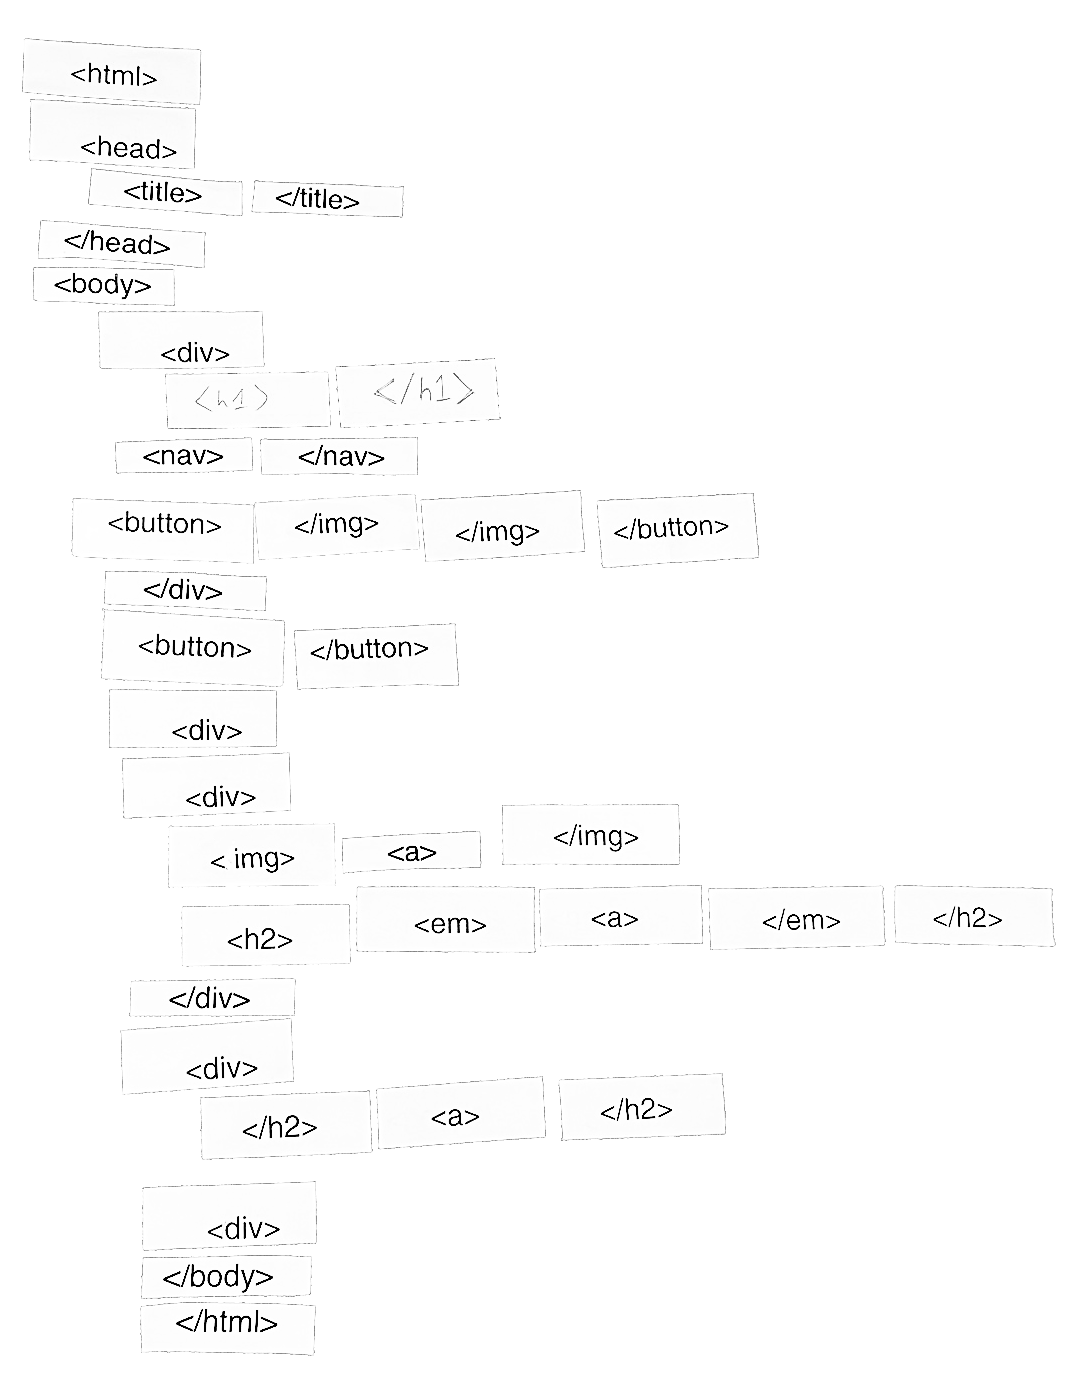 <html>
<head>
<title> </title>
</head>
<body>
<div>
<h1> </h1>
<nav> </nav>
<button> </img> </img> </button>
</div>
<button> </button>
<div>
<div>
< img> <a> </img>
<h2> <em> <a> </em> </h2>
</div>
<div>
</h2> <a> </h2>
<div>
</body>
</html>